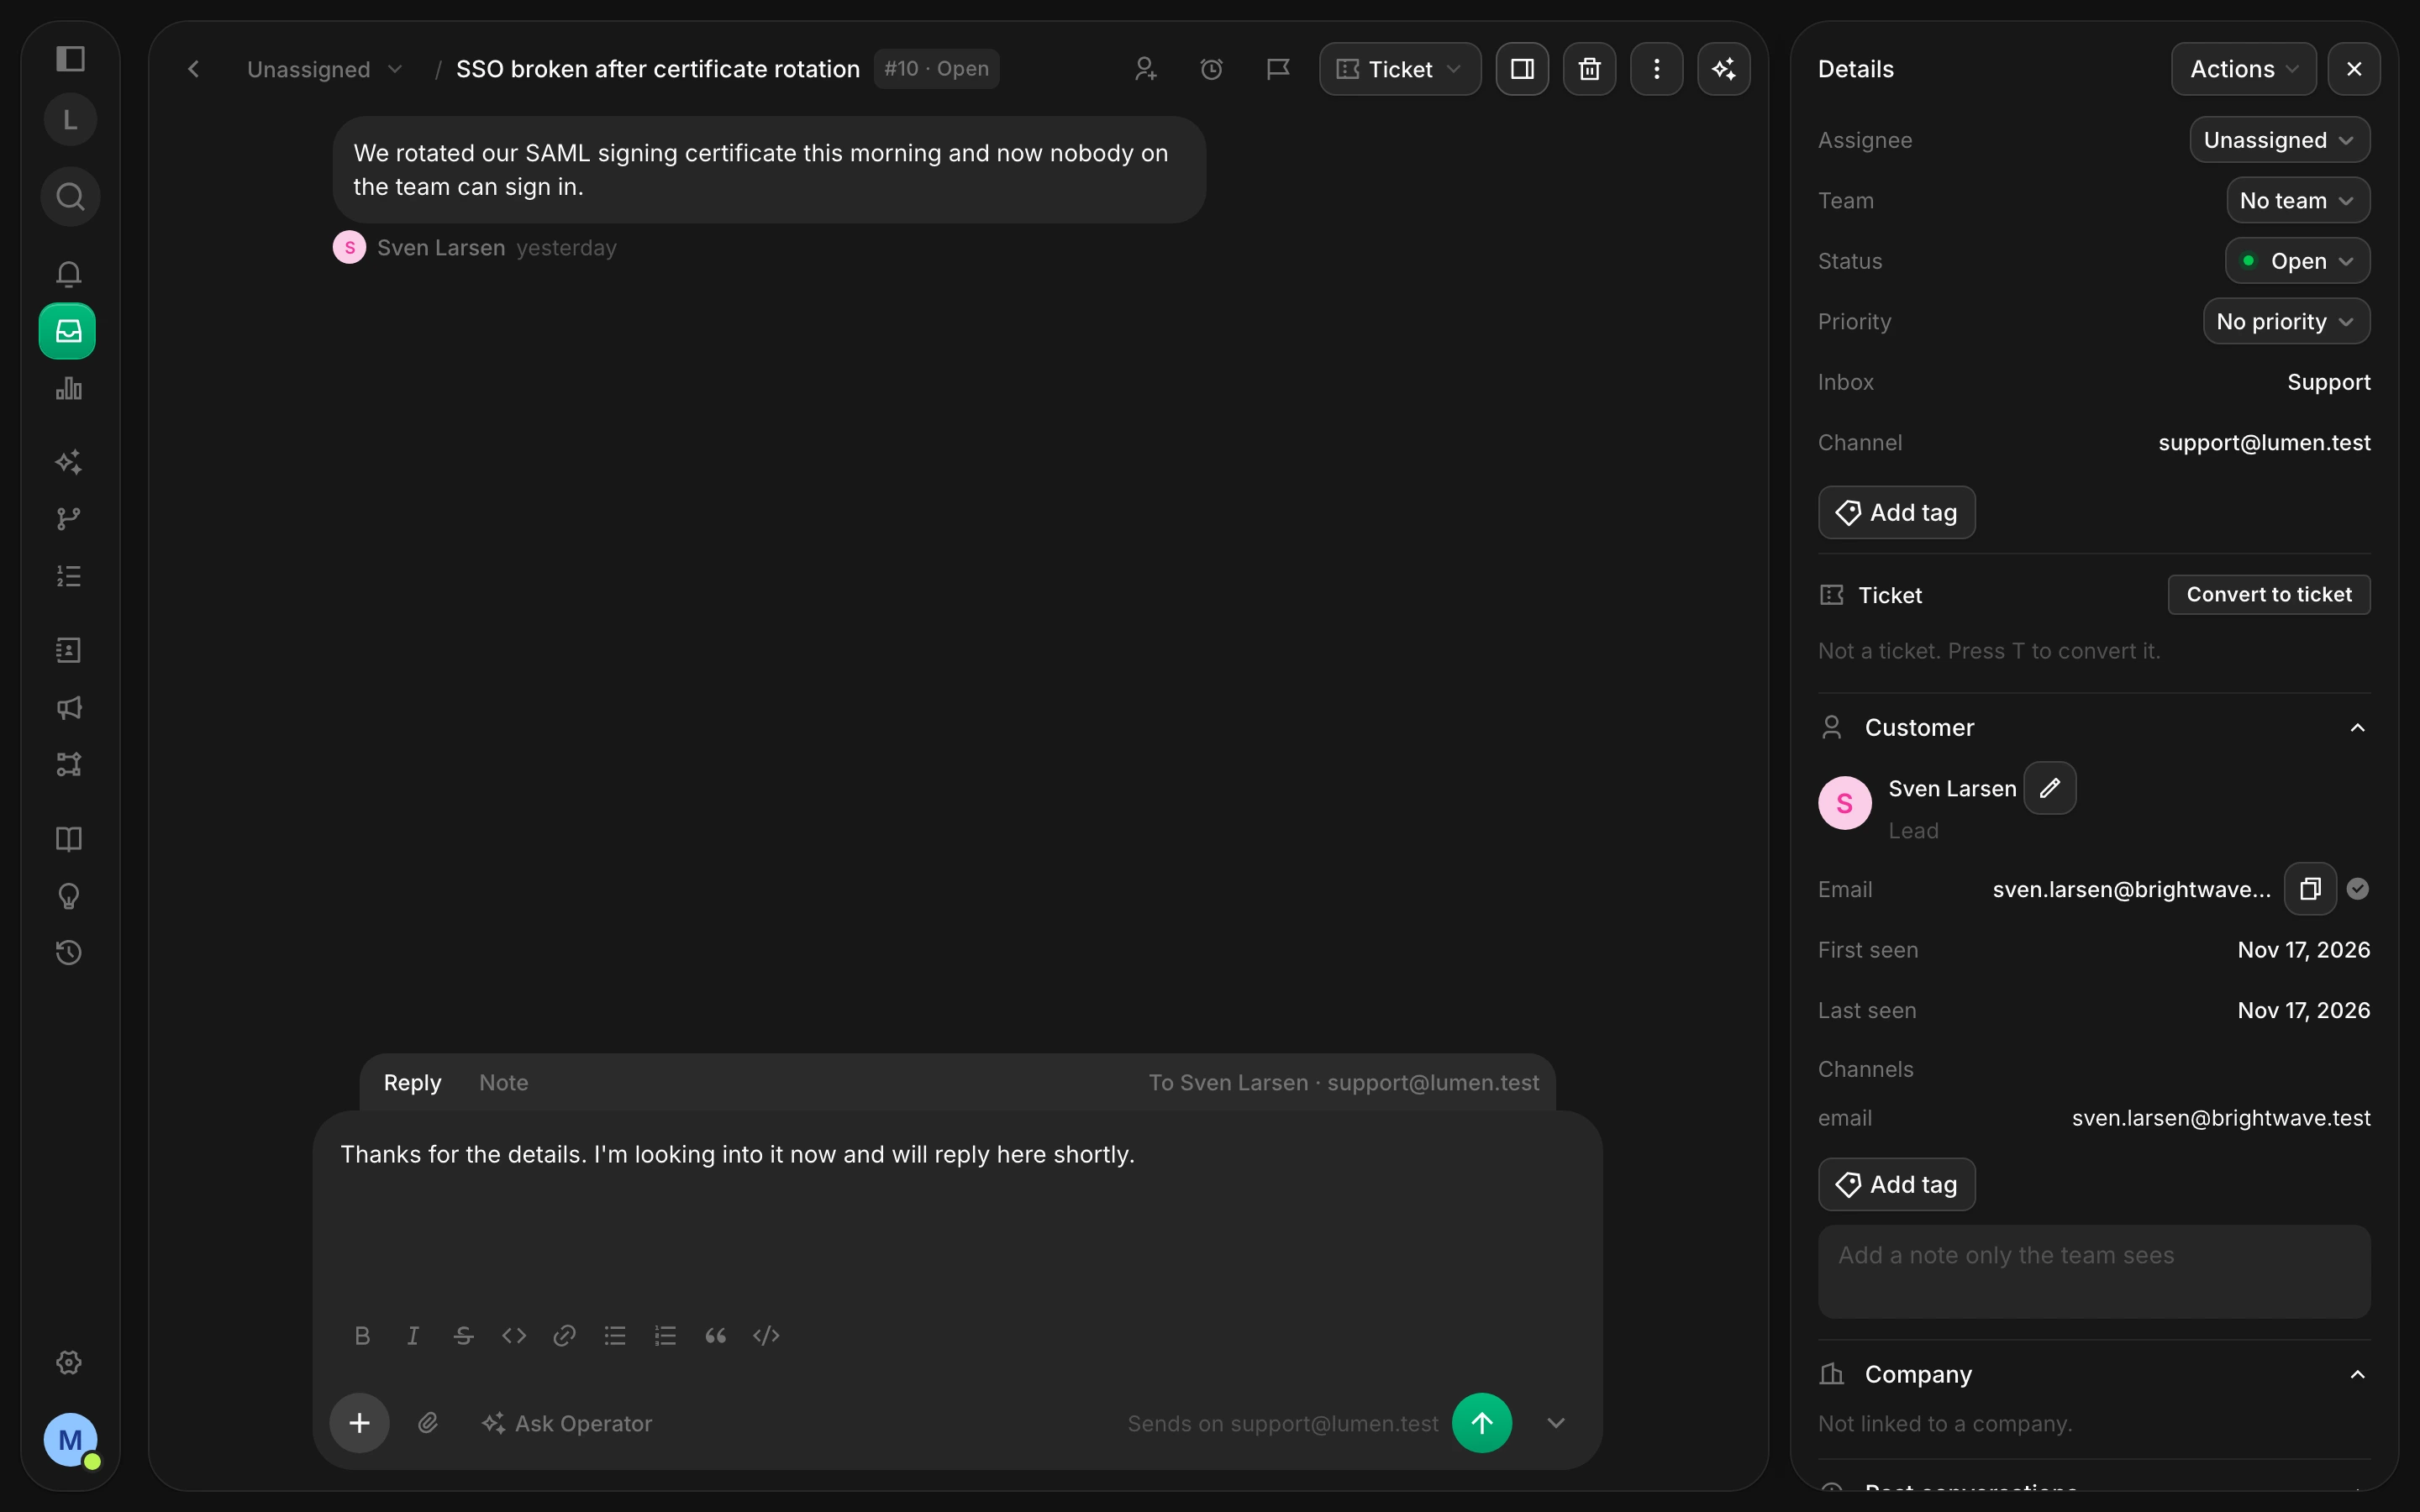 L
M
Unassigned / SSO broken after certificate rotation #10 · Open
Ticket
We rotated our SAML signing certificate this morning and now nobody on
the team can sign in.
S Sven Larsen yesterday
Reply Note To Sven Larsen · support@lumen.test
Thanks for the details. I'm looking into it now and will reply here shortly.
Ask Operator Sends on support@lumen.test
Details Actions
Assignee Unassigned
Team No team
Status Open
Priority No priority
Inbox Support
Channel support@lumen.test
Add tag
Ticket Convert to ticket
Not a ticket. Press T to convert it.
Customer
S Sven Larsen
Lead
Email sven.larsen@brightwave...
First seen Nov 17, 2026
Last seen Nov 17, 2026
Channels
email sven.larsen@brightwave.test
Add tag
Add a note only the team sees
Company
Not linked to a company.
Past conversations